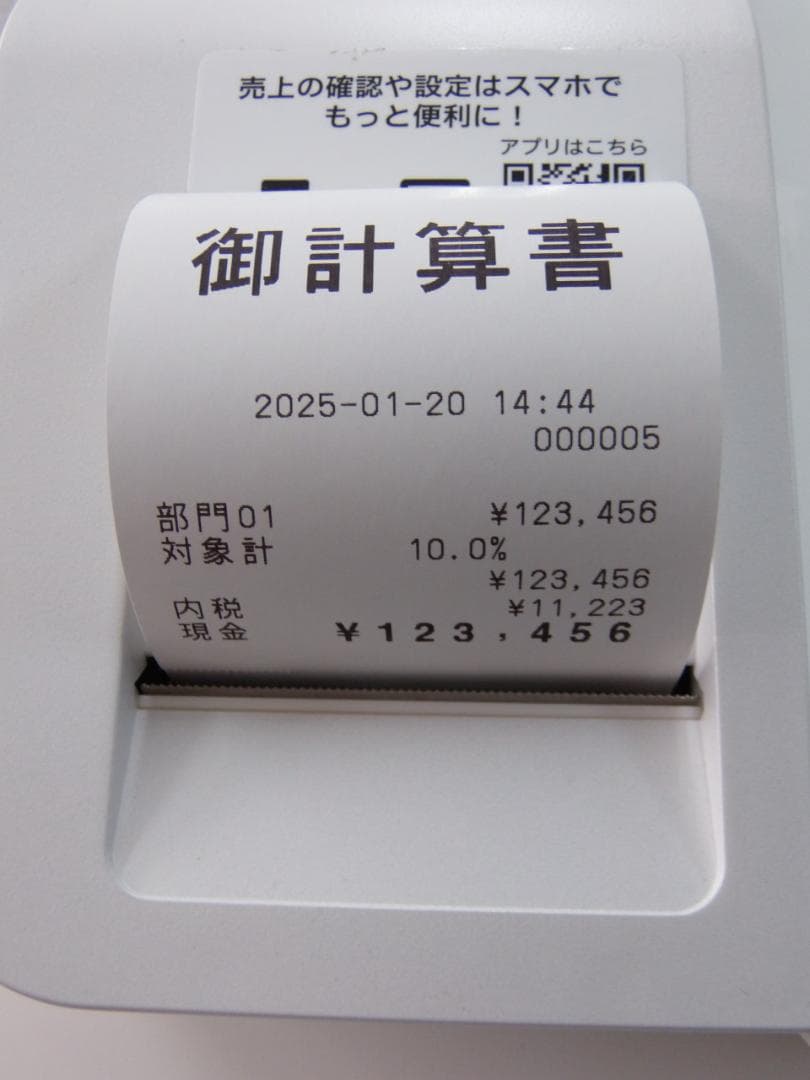 売上の確認や設定はスマホで
もっと便利に！
アプリはこちら
御計算書
2025-01-20 14:44
000005
部門01 ¥123,456
対象計 10.0%
¥123,456
内税 ¥11,223
現金 ¥123,456